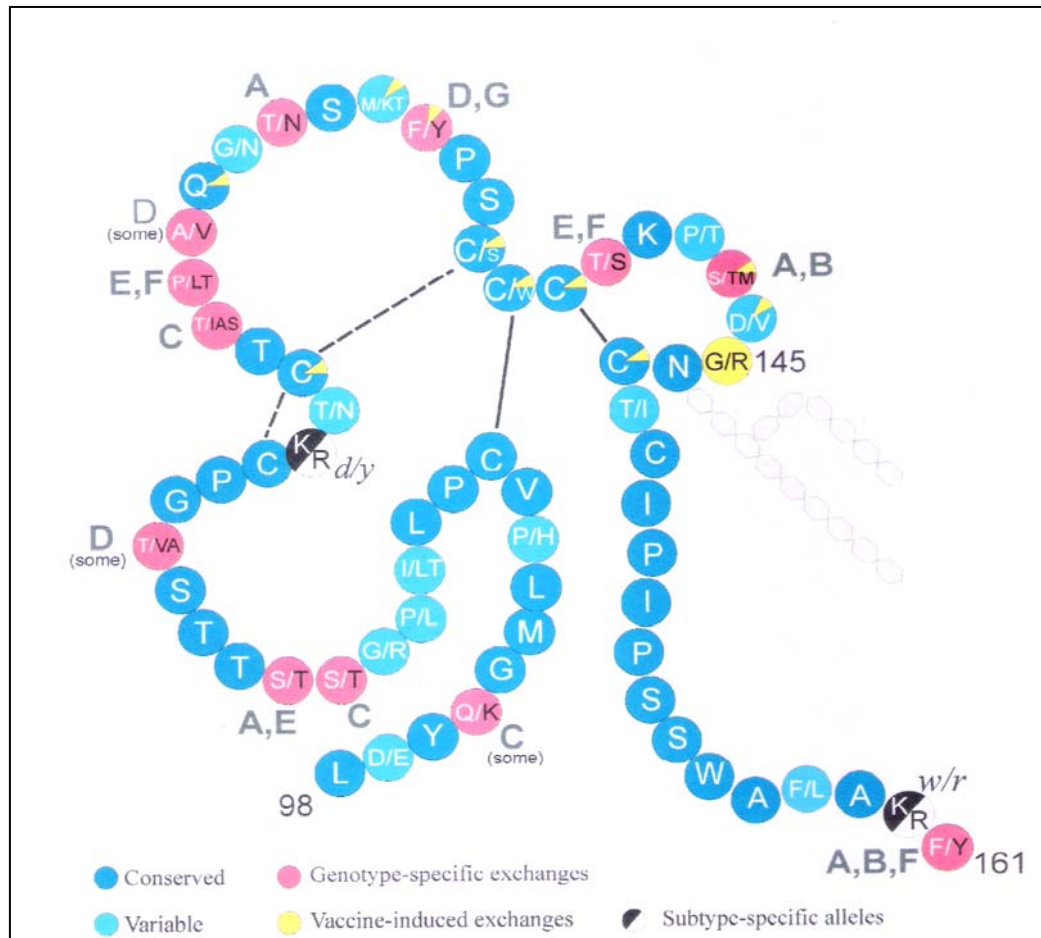 A
D,G
T/N
S
M/KT
F/Y
G/N
P
Q
S
D
(some)
A/V
E,F
K
P/T
T/S
C/S
S/TM
A,B
E,F
P/LT
C/W
C
D/V
C
T/IAS
T
C
C
N
G/R
145
T/N
T/I
K
R
d/y
C
P
G
C
C
P
V
L
I
D
(some)
T/VA
P/H
P
I/LT
S
L
I
P/L
T
M
T
G/R
P
S/T
S/T
G
S
A,E
C
Q/K
C
(some)
Y
S
D/E
L
W
98
A
F/L
A
w/r
K
R
A,B,F
F/Y
161
Conserved
Genotype-specific exchanges
Variable
Vaccine-induced exchanges
Subtype-specific alleles